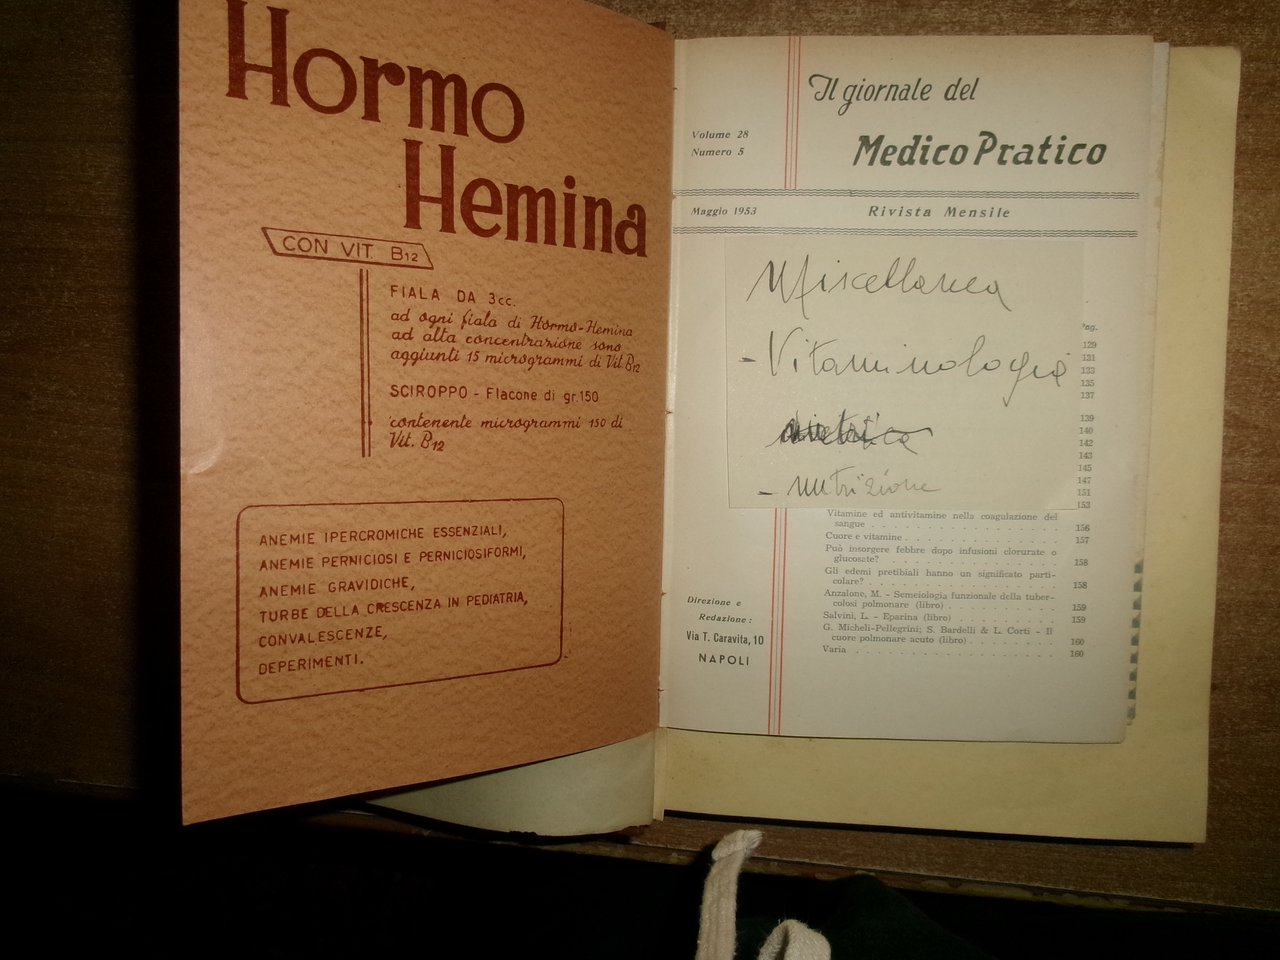 Hormo
Hemina
CON VIT. B12
FIALA DA 3cc.
ad ogni fiala di Hormo-Hemina
ad alta concentrazione sono
aggiunti 15 microgrammi di Vit. B12
SCIROPPO - Flacone di gr. 150
contenente microgrammi 150 di
Vit. B12
ANEMIE IPERCROMICHE ESSENZIALI,
ANEMIE PERNICIOSI E PERNICIOSIFORMI,
ANEMIE GRAVIDICHE,
TURBE DELLA CRESCENZA IN PEDIATRIA,
CONVALESCENZE,
DEPERIMENTI.
Il giornale del
Medico Pratico
Volume 28
Numero 5
Maggio 1953
Rivista Mensile
Miscellanea
- Vitaminologia
- nutrizione
Pag.
129
131
133
135
137
139
140
142
143
145
147
151
153
Vitamine ed antivitamine nella coagulazione del
sangue . . . . . . . . . . . . . . 156
Cuore e vitamine . . . . . . . . . . . . 157
Può insorgere febbre dopo infusioni clorurate o
glucosate? . . . . . . . . . . . . . 158
Gli edemi pretibiali hanno un significato parti-
colare? . . . . . . . . . . . . . . 158
Anzalone, M. - Semeiologia funzionale della tuber-
colosi polmonare (libro) . . . . . . . . 159
Salvini, L. - Eparina (libro) . . . . . . . . 159
G. Micheli-Pellegrini; S. Bardelli & L. Corti - Il
cuore polmonare acuto (libro) . . . . . . . 160
Varia . . . . . . . . . . . . . . . 160
Direzione e
Redazione:
Via T. Caravita, 10
NAPOLI